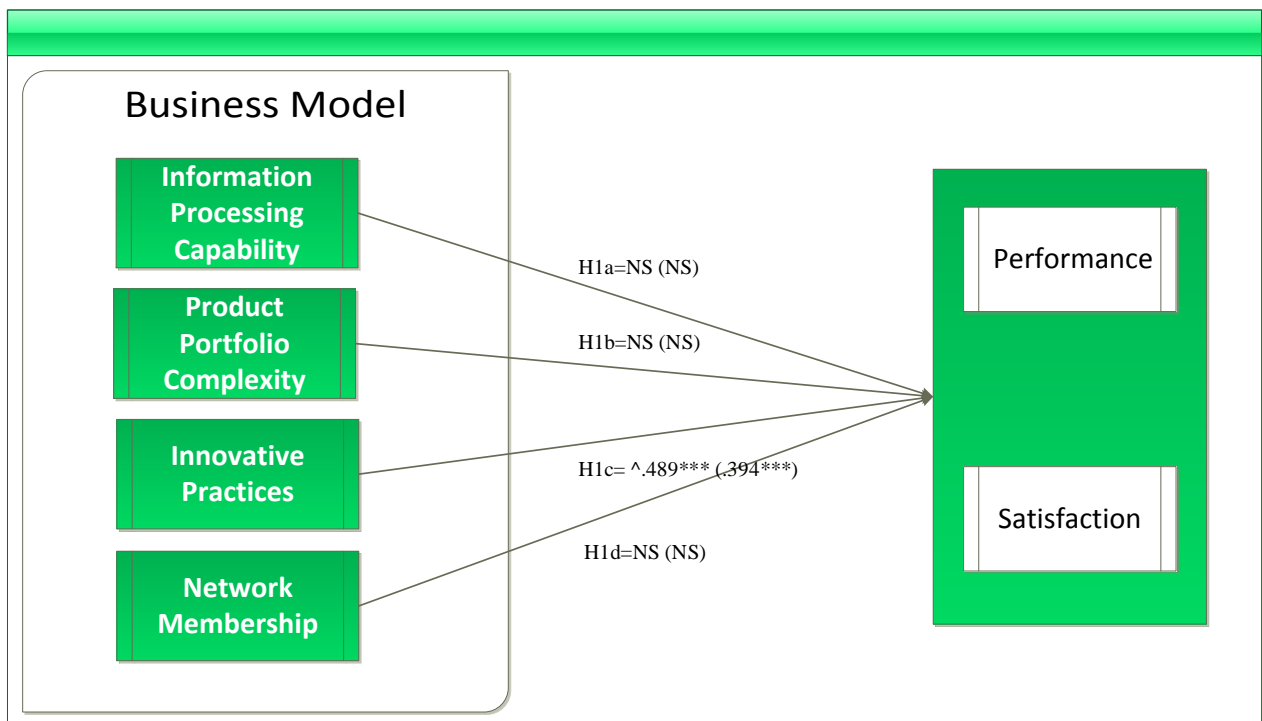 Business Model
Information
Processing
Capability
Product
Portfolio
Complexity
Innovative
Practices
Network
Membership
H1a=NS (NS)
H1b=NS (NS)
H1c= ^.489*** (.394***)
H1d=NS (NS)
Performance
Satisfaction